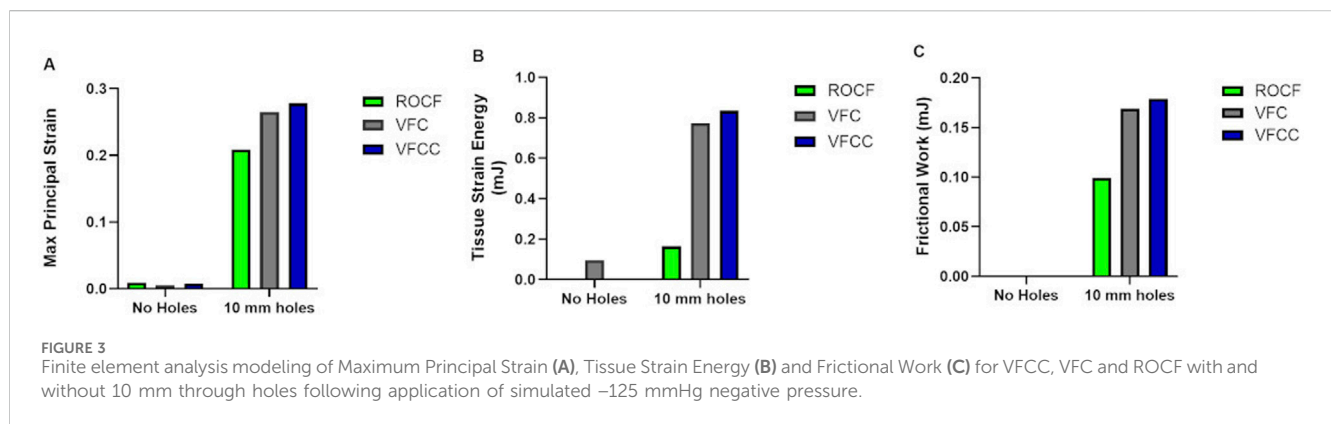 A
Max Principal Strain
0.3
0.2
0.1
0.0
No Holes
10 mm holes
ROCF
VFC
VFCC
B
Tissue Strain Energy
(mJ)
1.0
0.8
0.6
0.4
0.2
0.0
No Holes
10 mm holes
ROCF
VFC
VFCC
C
Frictional Work (mJ)
0.20
0.15
0.10
0.05
0.00
No Holes
10 mm holes
ROCF
VFC
VFCC
FIGURE 3
Finite element analysis modeling of Maximum Principal Strain (A), Tissue Strain Energy (B) and Frictional Work (C) for VFCC, VFC and ROCF with and
without 10 mm through holes following application of simulated −125 mmHg negative pressure.